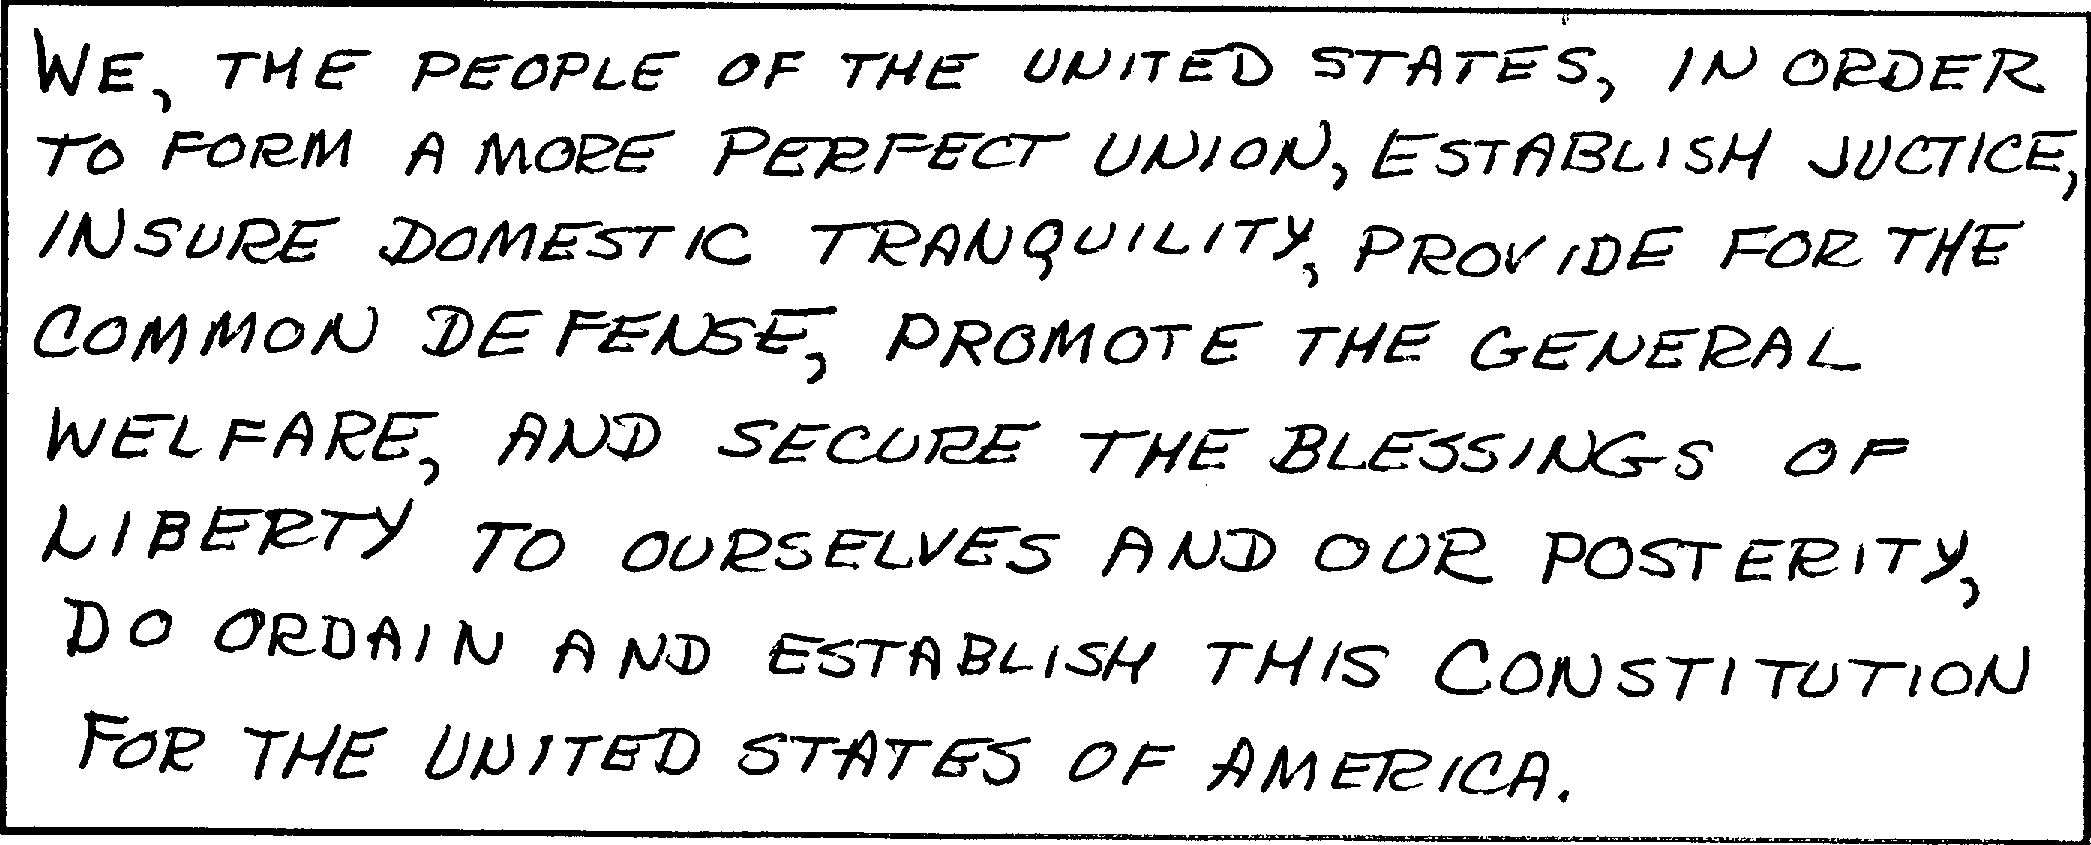 WE, THE PEOPLE OF THE UNITED STATES, IN ORDER
TO FORM A MORE PERFECT UNION, ESTABLISH JUCTICE,
INSURE DOMESTIC TRANQUILITY, PROVIDE FOR THE
COMMON DEFENSE, PROMOTE THE GENERAL
WELFARE, AND SECURE THE BLESSINGS OF
LIBERTY TO OURSELVES AND OUR POSTERITY,
DO ORDAIN AND ESTABLISH THIS CONSTITUTION
FOR THE UNITED STATES OF AMERICA.